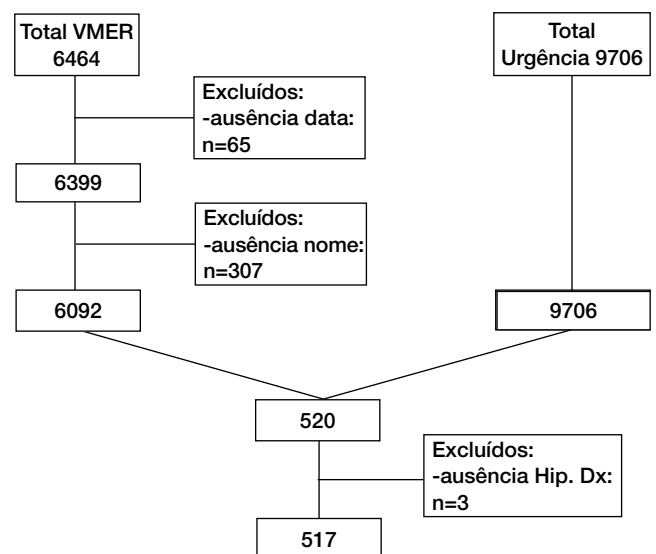 Total VMER
6464
Total
Urgência 9706
Excluídos:
-ausência data:
n=65
6399
Excluídos:
-ausência nome:
n=307
6092
9706
520
Excluídos:
-ausência Hip. Dx:
n=3
517